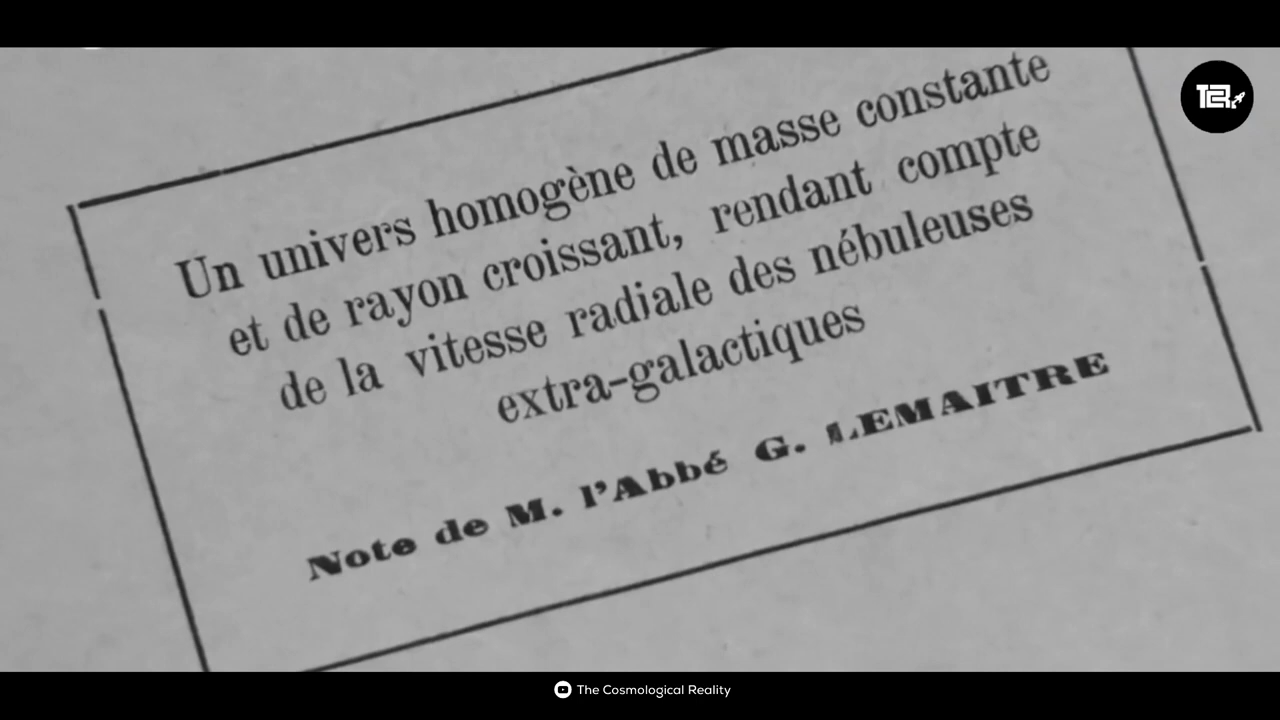 Un univers homogène de masse constante
et de rayon croissant, rendant compte
de la vitesse radiale des nébuleuses
extra-galactiques
Note de M. l'Abbé G. LEMAITRE
The Cosmological Reality